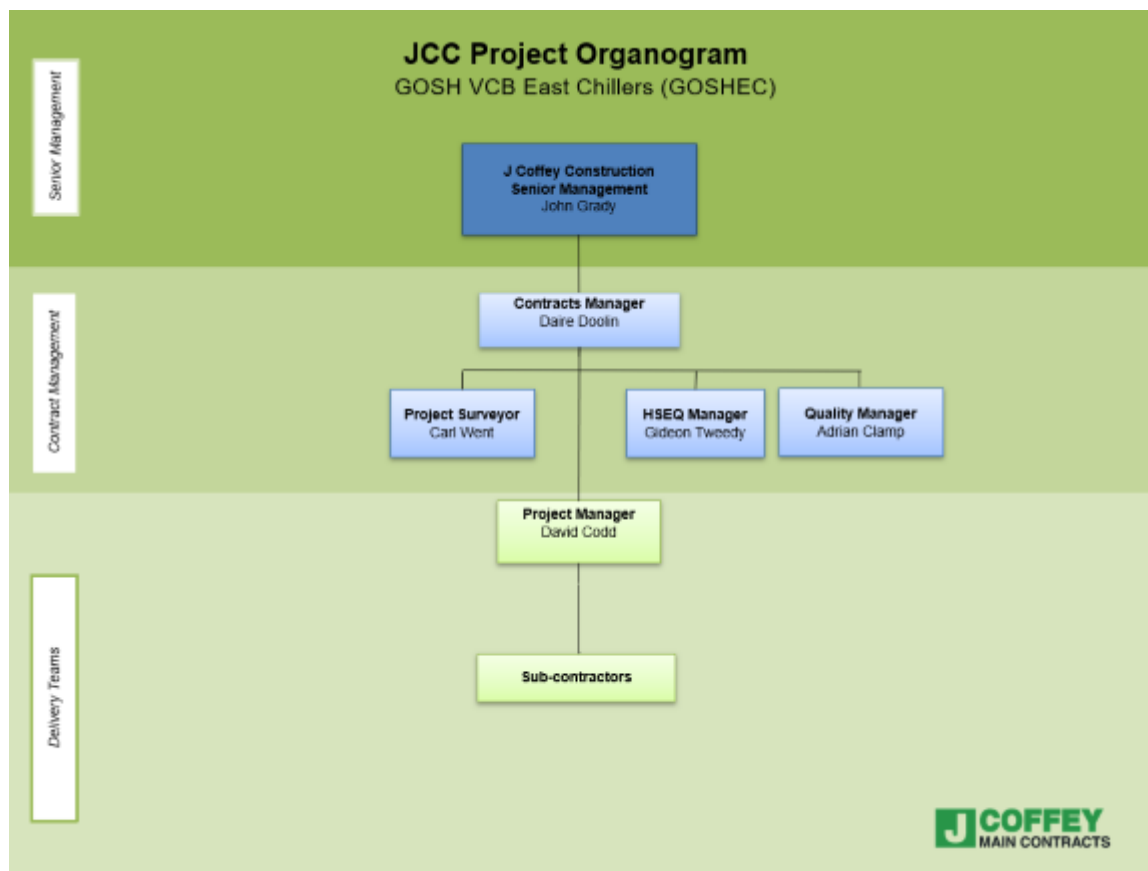 JCC Project Organogram
GOSH VCB East Chillers (GOSHEC)
Senior Management
J Coffey Construction
Senior Management
John Grady
Contract Management
Contracts Manager
Daire Doolin
Project Surveyor
Carl Went
HSEQ Manager
Gideon Tweedy
Quality Manager
Adrian Clamp
Delivery Teams
Project Manager
David Codd
Sub-contractors
J COFFEY
MAIN CONTRACTS